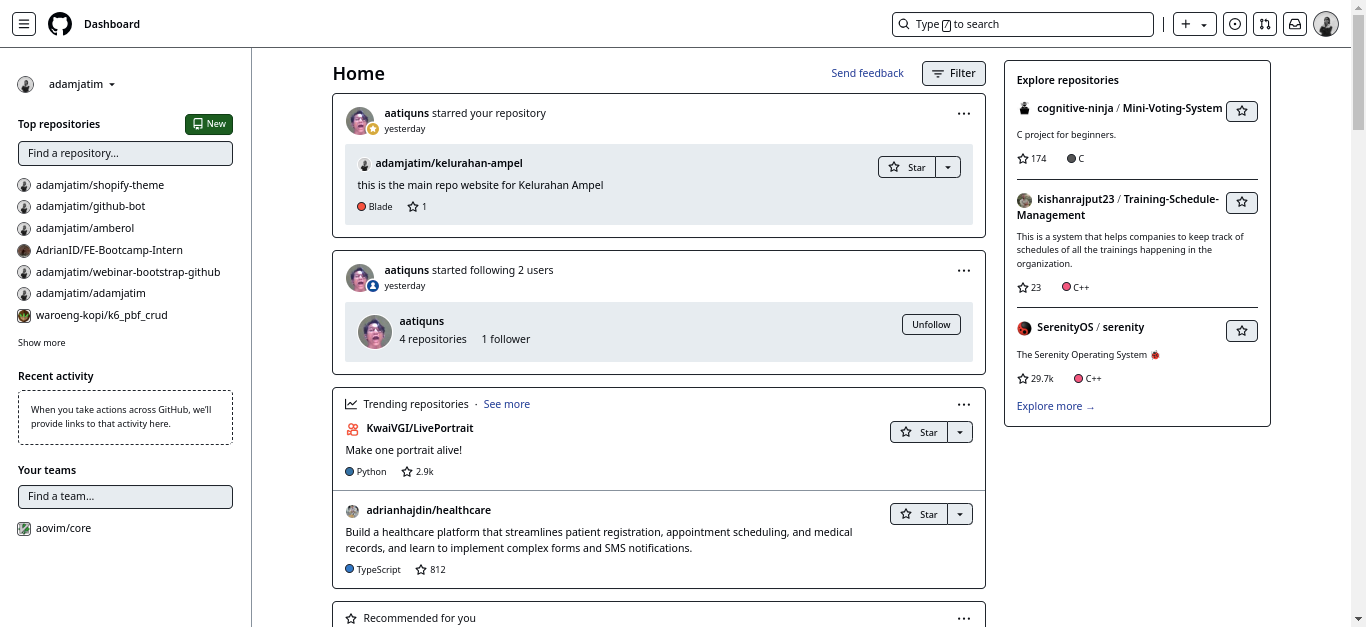 Dashboard
Type / to search
adamjatim
Top repositories
New
Find a repository...
adamjatim/shopify-theme
adamjatim/github-bot
adamjatim/amberol
AdrianID/FE-Bootcamp-Intern
adamjatim/webinar-bootstrap-github
adamjatim/adamjatim
waroeng-kopi/k6_pbf_crud
Show more
Recent activity
When you take actions across GitHub, we'll
provide links to that activity here.
Your teams
Find a team...
aovim/core
Home
Send feedback
Filter
aatiquns starred your repository
yesterday
adamjatim/kelurahan-ampel
Star
this is the main repo website for Kelurahan Ampel
Blade 1
aatiquns started following 2 users
yesterday
aatiquns
4 repositories 1 follower
Unfollow
Trending repositories · See more
KwaiVGI/LivePortrait
Star
Make one portrait alive!
Python 2.9k
adrianhajdin/healthcare
Star
Build a healthcare platform that streamlines patient registration, appointment scheduling, and medical
records, and learn to implement complex forms and SMS notifications.
TypeScript 812
Recommended for you
Explore repositories
cognitive-ninja / Mini-Voting-System
C project for beginners.
174 C
kishanrajput23 / Training-Schedule-
Management
This is a system that helps companies to keep track of
schedules of all the trainings happening in the
organization.
23 C++
SerenityOS / serenity
The Serenity Operating System 🐞
29.7k C++
Explore more →